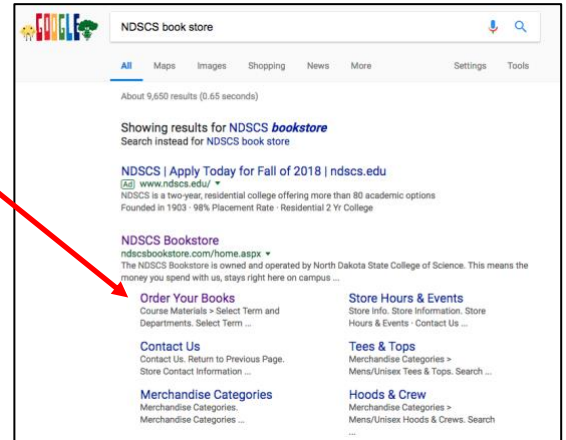 GOOGLE
NDSCS book store
All Maps Images Shopping News More Settings Tools
About 9,650 results (0.65 seconds)
Showing results for NDSCS bookstore
Search instead for NDSCS book store
NDSCS | Apply Today for Fall of 2018 | ndscs.edu
Ad www.ndscs.edu/
NDSCS is a two-year, residential college offering more than 80 academic options
Founded in 1903 · 98% Placement Rate · Residential 2 Yr College
NDSCS Bookstore
ndscsbookstore.com/home.aspx
The NDSCS Bookstore is owned and operated by North Dakota State College of Science. This means the
money you spend with us, stays right here on campus ...
Order Your Books
Course Materials > Select Term and
Departments. Select Term ...
Store Hours & Events
Store Info. Store Information. Store
Hours & Events · Contact Us ...
Contact Us
Contact Us. Return to Previous Page.
Store Contact Information ...
Tees & Tops
Merchandise Categories >
Mens/Unisex Tees & Tops. Search ...
Merchandise Categories
Merchandise Categories.
Merchandise Categories ...
Hoods & Crew
Merchandise Categories >
Mens/Unisex Hoods & Crews. Search
...